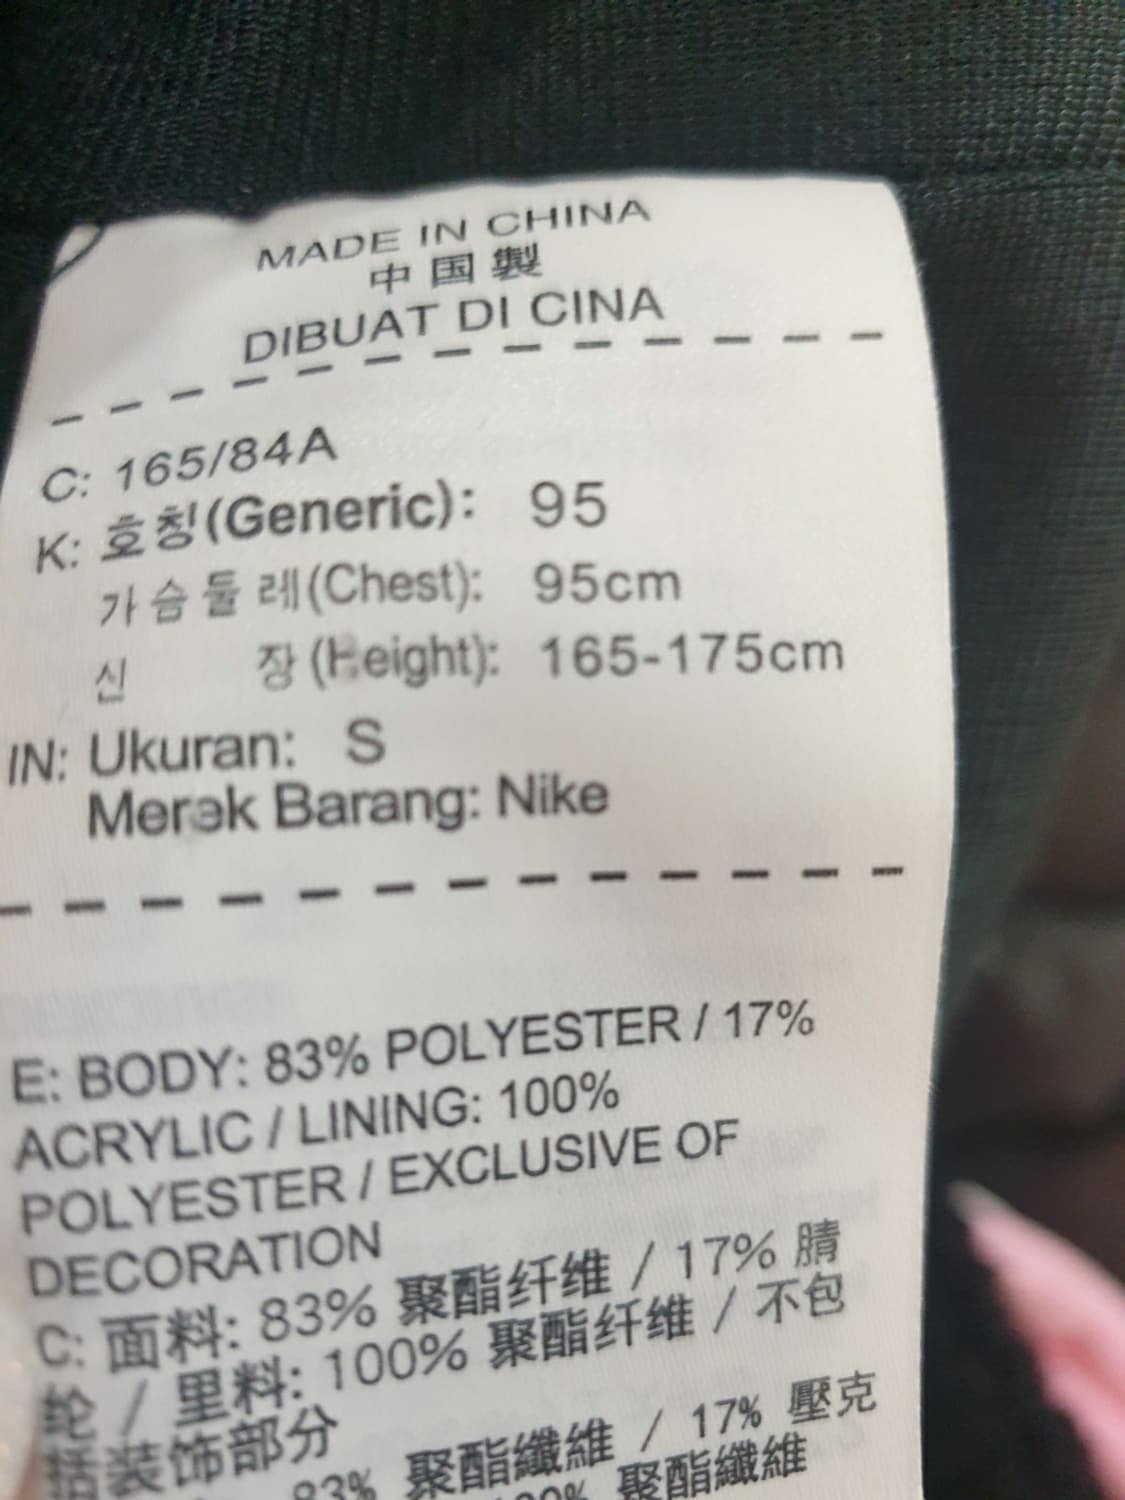 MADE IN CHINA
中国製
DIBUAT DI CINA
C: 165/84A
K: 호칭(Generic): 95
가슴둘레(Chest): 95cm
신 장 (Height): 165-175cm
IN: Ukuran: S
Merek Barang: Nike
E: BODY: 83% POLYESTER / 17%
ACRYLIC / LINING: 100%
POLYESTER / EXCLUSIVE OF
DECORATION
C: 面料: 83% 聚酯纤维 / 17% 腈
纶 / 里料: 100% 聚酯纤维 / 不包
括装饰部分
83% 聚酯纖維 / 17% 壓克
聚酯纖維